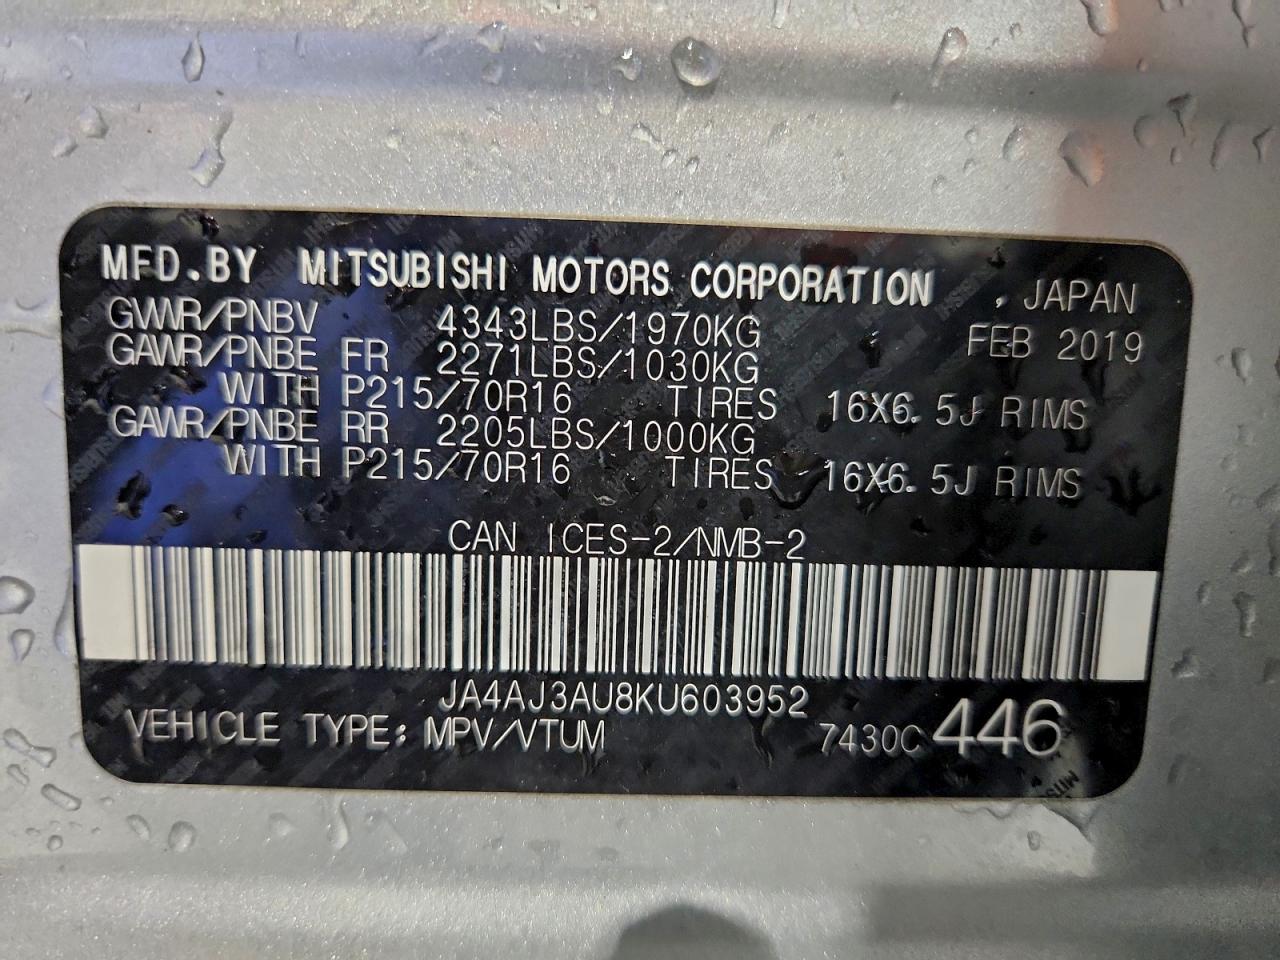 MFD.BY MITSUBISHI MOTORS CORPORATION , JAPAN
GVWR/PNBV 4343LBS/1970KG FEB 2019
GAWR/PNBE FR 2271LBS/1030KG
WITH P215/70R16 TIRES 16X6.5J RIMS
GAWR/PNBE RR 2205LBS/1000KG
WITH P215/70R16 TIRES 16X6.5J RIMS
CAN ICES-2/NMB-2
JA4AJ3AU8KU603952
VEHICLE TYPE: MPV/VTUM 7430C 446